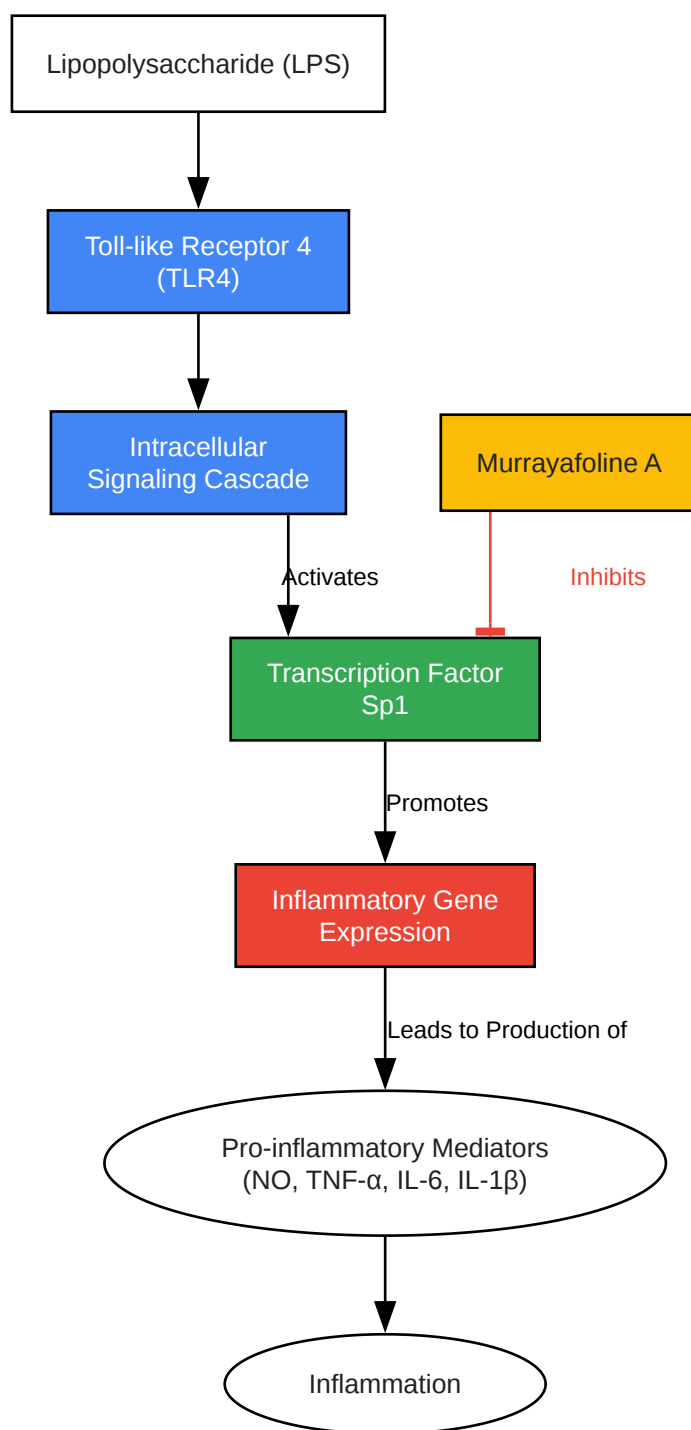 Lipopolysaccharide (LPS)
Toll-like Receptor 4
(TLR4)
Intracellular
Signaling Cascade
Murrayafoline A
Activates
Inhibits
Transcription Factor
Sp1
Promotes
Inflammatory Gene
Expression
Leads to Production of
Pro-inflammatory Mediators
(NO, TNF-α, IL-6, IL-1β)
Inflammation